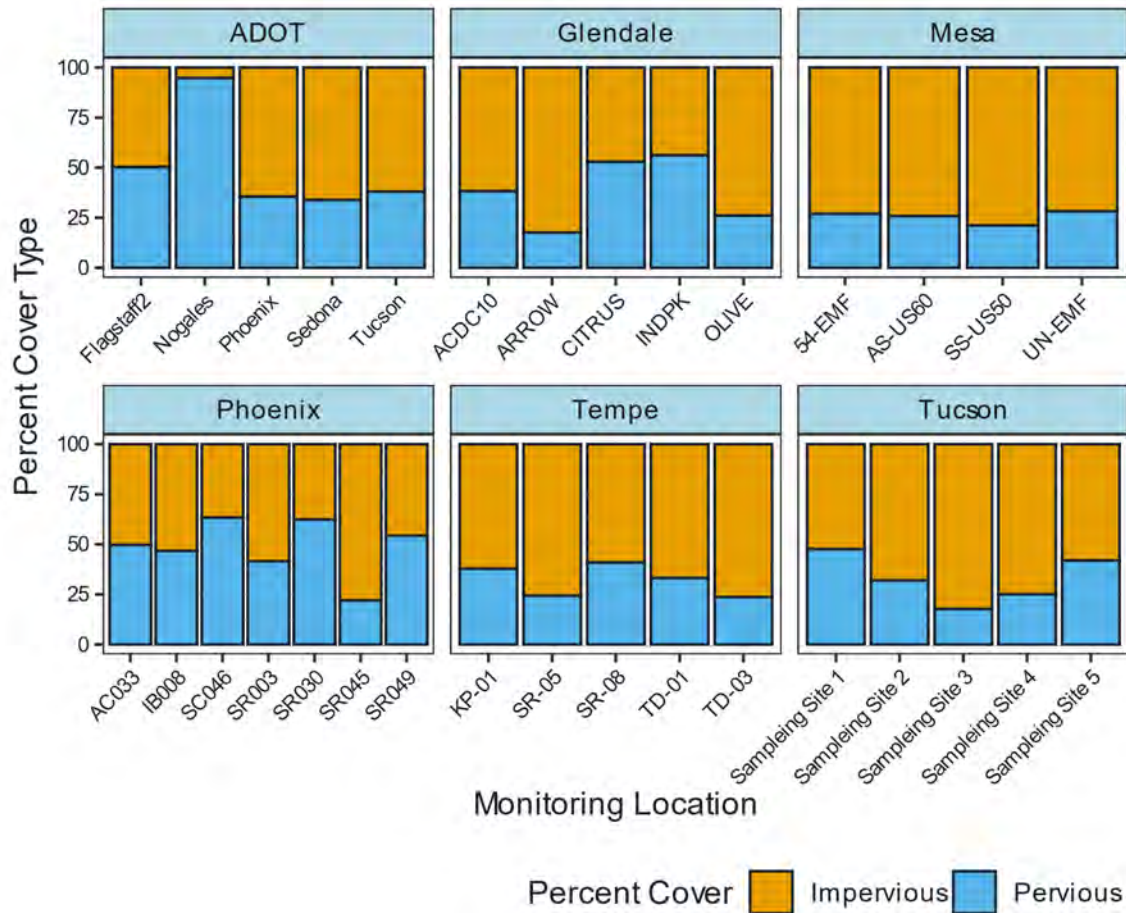 ADOT
Glendale
Mesa
Percent Cover Type
100
75
50
25
0
Flagstaff2
Nogales
Phoenix
Sedona
Tucson
ACDC10
ARROW
CITRUS
INDPK
OLIVE
54-EMF
AS-US60
SS-US50
UN-EMF
Phoenix
Tempe
Tucson
100
75
50
25
0
AC033
IB008
SC046
SR003
SR030
SR045
SR049
KP-01
SR-05
SR-08
TD-01
TD-03
Sampleing Site 1
Sampleing Site 2
Sampleing Site 3
Sampleing Site 4
Sampleing Site 5
Monitoring Location
Percent Cover Impervious Pervious